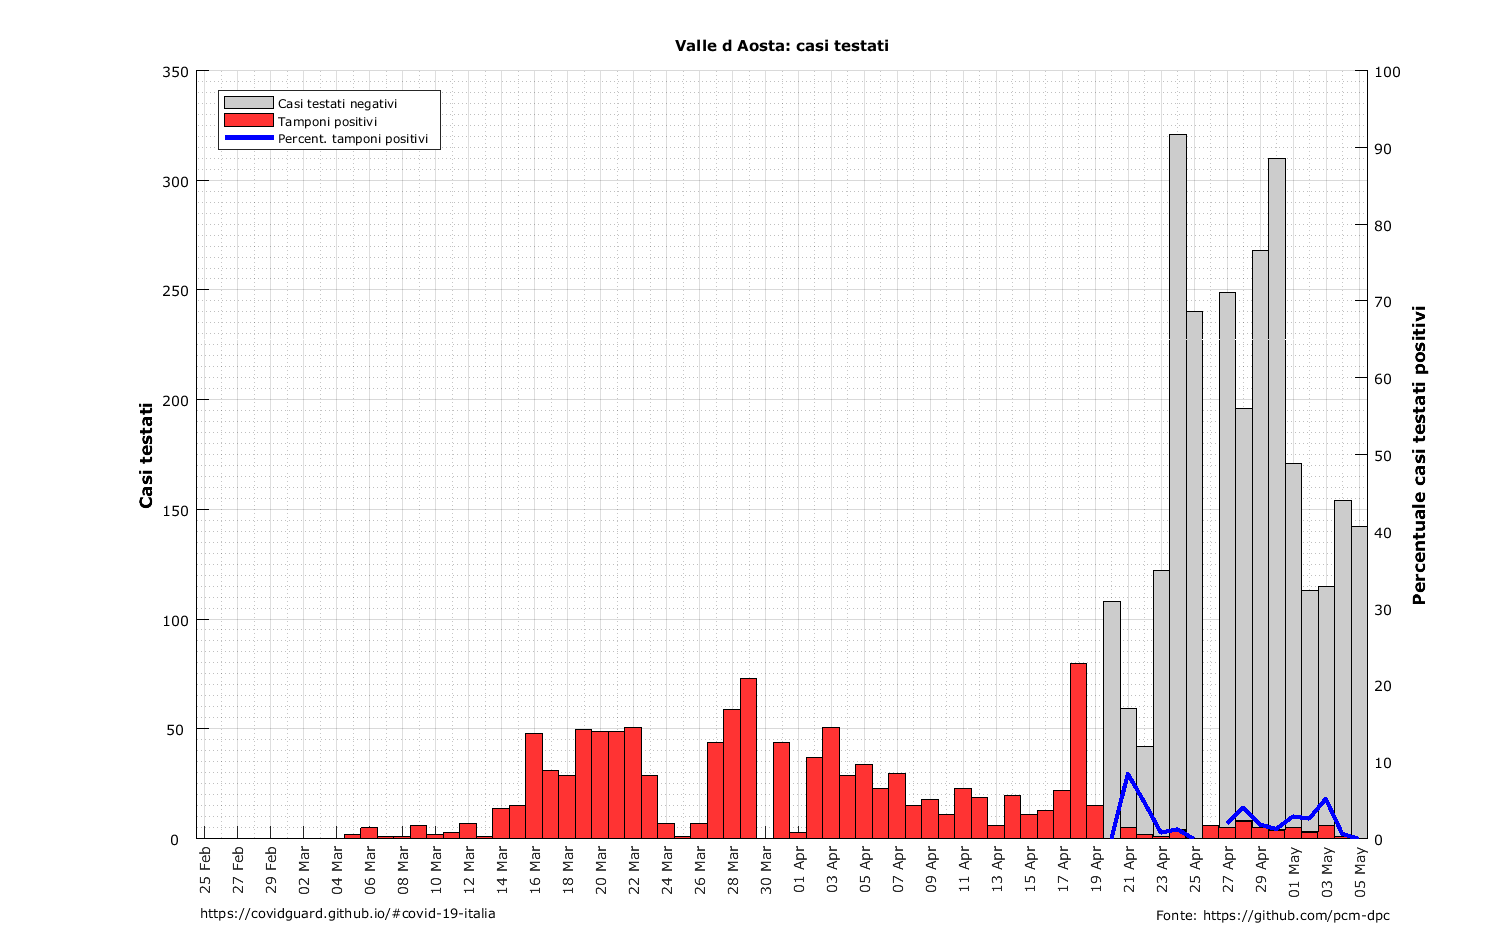 Valle d Aosta: casi testati
Casi testati negativi
Tamponi positivi
Percent. tamponi positivi
Casi testati
350
300
250
200
150
100
50
0
100
90
80
70
60
50
40
30
20
10
0
Percentuale casi testati positivi
25 Feb
27 Feb
29 Feb
02 Mar
04 Mar
06 Mar
08 Mar
10 Mar
12 Mar
14 Mar
16 Mar
18 Mar
20 Mar
22 Mar
24 Mar
26 Mar
28 Mar
30 Mar
01 Apr
03 Apr
05 Apr
07 Apr
09 Apr
11 Apr
13 Apr
15 Apr
17 Apr
19 Apr
21 Apr
23 Apr
25 Apr
27 Apr
29 Apr
01 May
03 May
05 May
https://covidguard.github.io/#covid-19-italia
Fonte: https://github.com/pcm-dpc